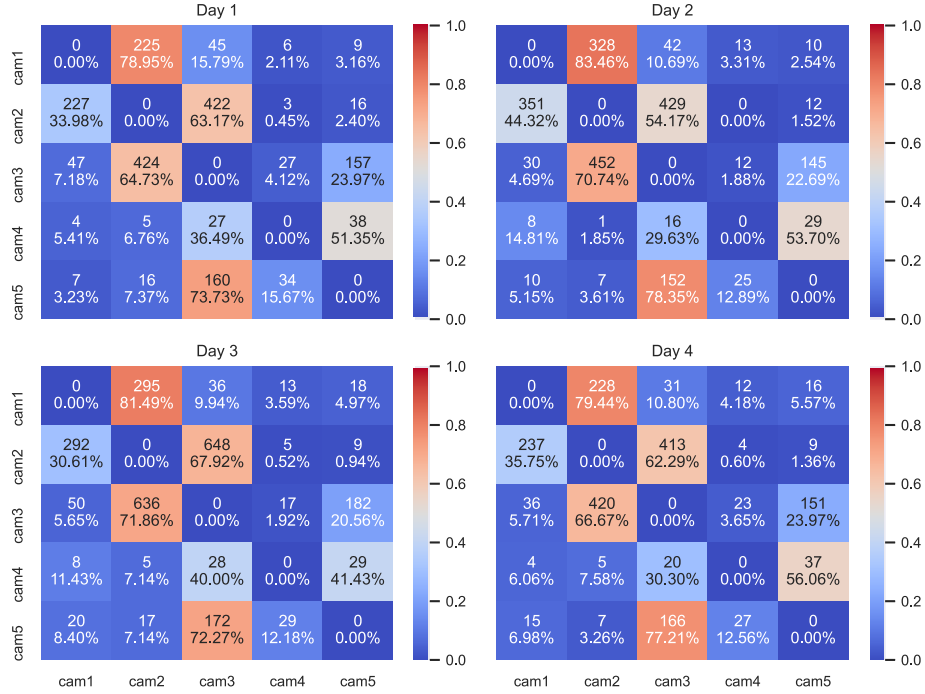 Day 1
Day 2
cam1
0 225 45 6 9
0.00% 78.95% 15.79% 2.11% 3.16%
cam2
227 0 422 3 16
33.98% 0.00% 63.17% 0.45% 2.40%
cam3
47 424 0 27 157
7.18% 64.73% 0.00% 4.12% 23.97%
cam4
4 5 27 0 38
5.41% 6.76% 36.49% 0.00% 51.35%
cam5
7 16 160 34 0
3.23% 7.37% 73.73% 15.67% 0.00%
1.0
0.8
0.6
0.4
0.2
0.0
0 328 42 13 10
0.00% 83.46% 10.69% 3.31% 2.54%
351 0 429 0 12
44.32% 0.00% 54.17% 0.00% 1.52%
30 452 0 12 145
4.69% 70.74% 0.00% 1.88% 22.69%
8 1 16 0 29
14.81% 1.85% 29.63% 0.00% 53.70%
10 7 152 25 0
5.15% 3.61% 78.35% 12.89% 0.00%
1.0
0.8
0.6
0.4
0.2
0.0
Day 3
Day 4
cam1
0 295 36 13 18
0.00% 81.49% 9.94% 3.59% 4.97%
cam2
292 0 648 5 9
30.61% 0.00% 67.92% 0.52% 0.94%
cam3
50 636 0 17 182
5.65% 71.86% 0.00% 1.92% 20.56%
cam4
8 5 28 0 29
11.43% 7.14% 40.00% 0.00% 41.43%
cam5
20 17 172 29 0
8.40% 7.14% 72.27% 12.18% 0.00%
cam1 cam2 cam3 cam4 cam5
1.0
0.8
0.6
0.4
0.2
0.0
0 228 31 12 16
0.00% 79.44% 10.80% 4.18% 5.57%
237 0 413 4 9
35.75% 0.00% 62.29% 0.60% 1.36%
36 420 0 23 151
5.71% 66.67% 0.00% 3.65% 23.97%
4 5 20 0 37
6.06% 7.58% 30.30% 0.00% 56.06%
15 7 166 27 0
6.98% 3.26% 77.21% 12.56% 0.00%
cam1 cam2 cam3 cam4 cam5
1.0
0.8
0.6
0.4
0.2
0.0